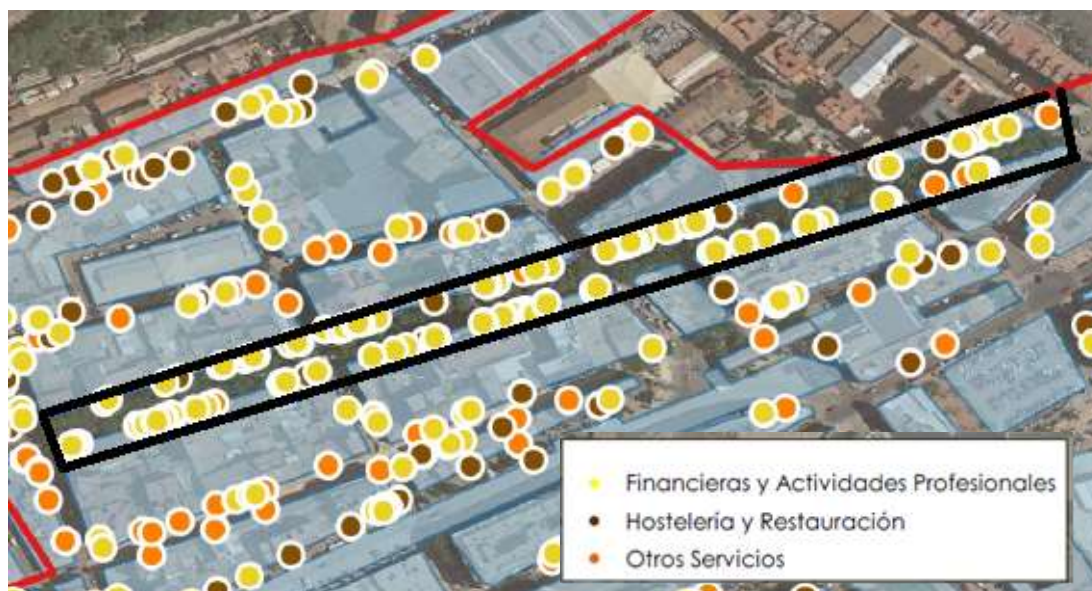 Financieras y Actividades Profesionales
Hostelería y Restauración
Otros Servicios